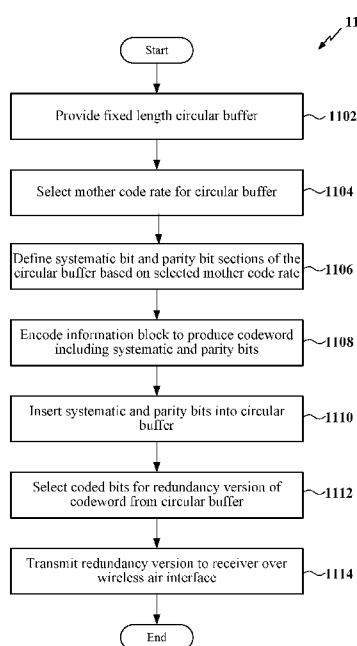 11
Start
Provide fixed length circular buffer
1102
Select mother code rate for circular buffer
1104
Define systematic bit and parity bit sections of the
circular buffer based on selected mother code rate
1106
Encode information block to produce codeword
including systematic and parity bits
1108
Insert systematic and parity bits into circular
buffer
1110
Select coded bits for redundancy version of
codeword from circular buffer
1112
Transmit redundancy version to receiver over
wireless air interface
1114
End